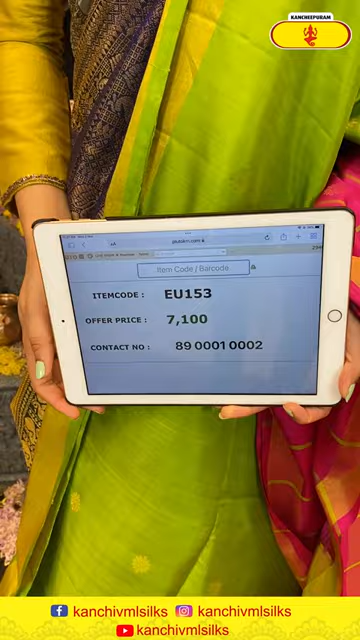 KANCHEEPURAM
Item Code / Barcode
ITEMCODE : EU153
OFFER PRICE : 7,100
CONTACT NO : 89 0001 0002
kanchivmlsilks kanchivmlsilks
kanchivmlsilks